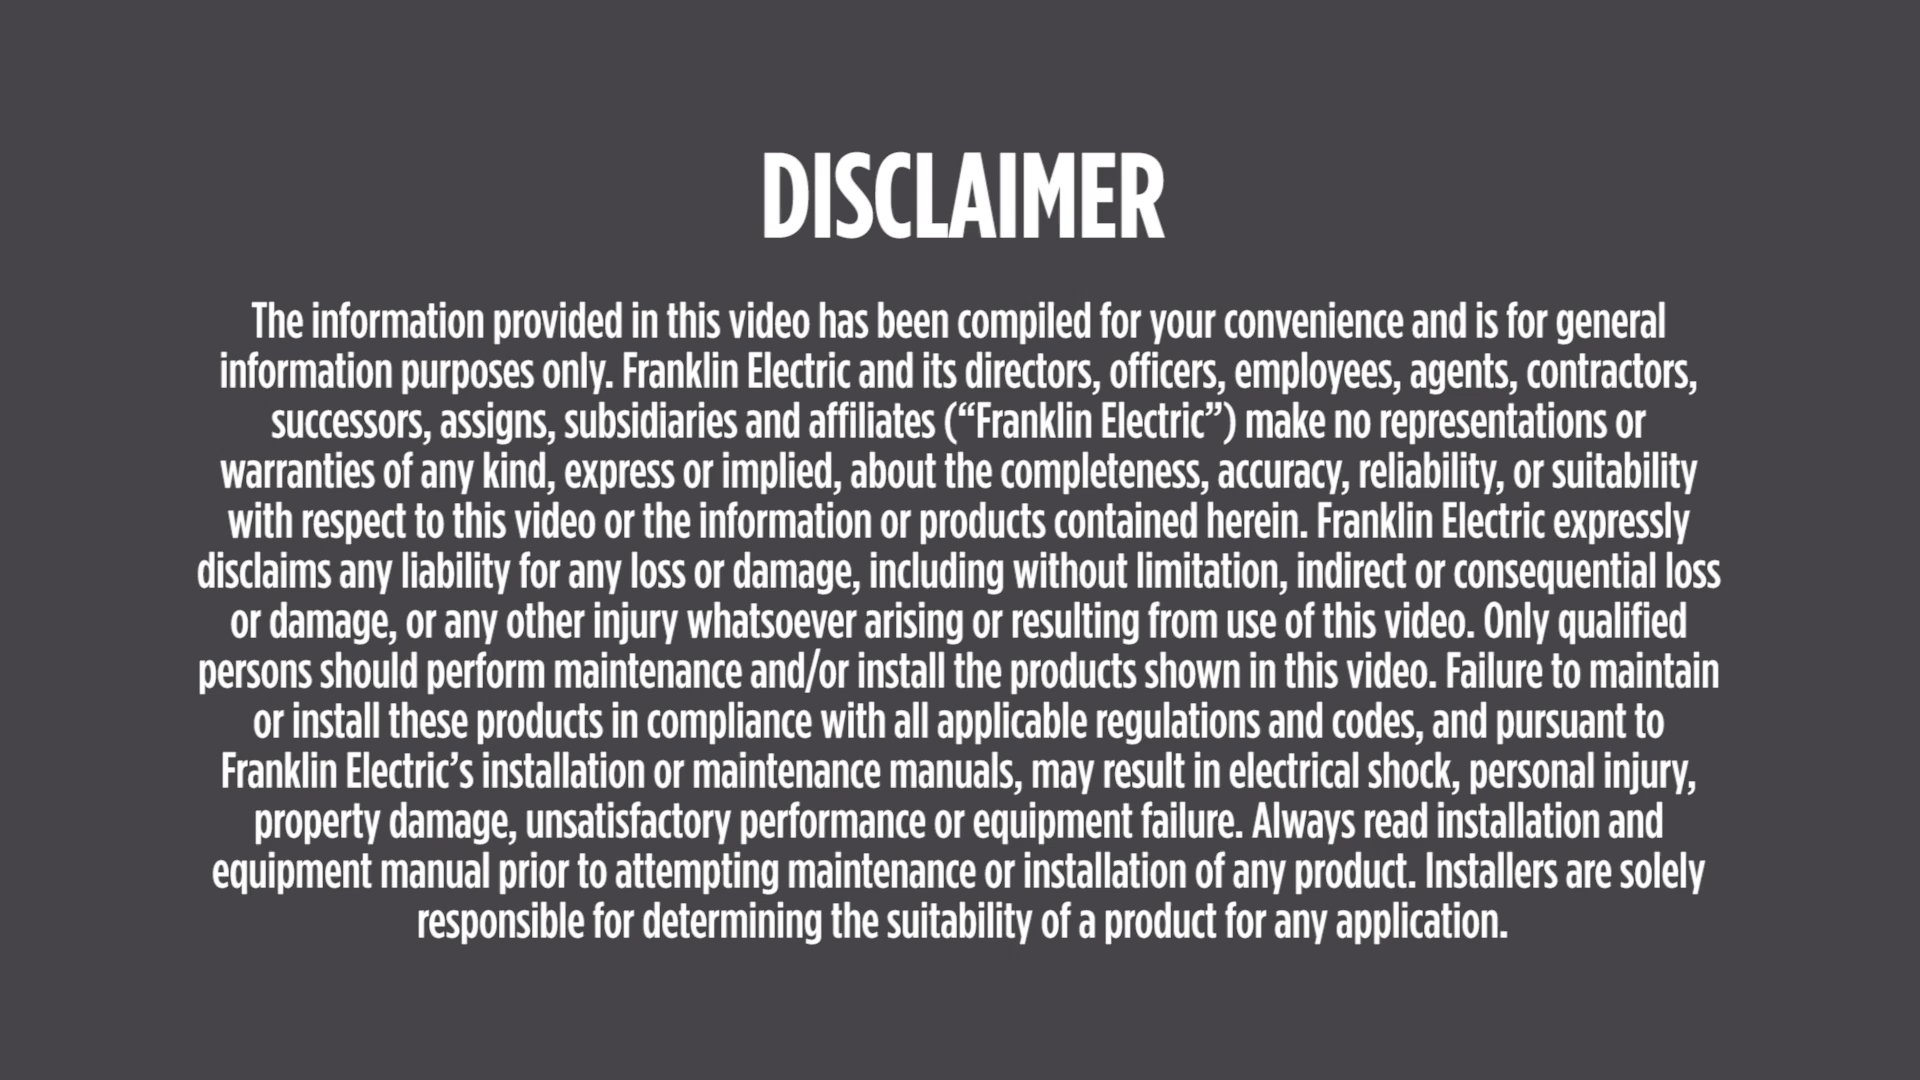 DISCLAIMER
The information provided in this video has been compiled for your convenience and is for general
information purposes only. Franklin Electric and its directors, officers, employees, agents, contractors,
successors, assigns, subsidiaries and affiliates (“Franklin Electric”) make no representations or
warranties of any kind, express or implied, about the completeness, accuracy, reliability, or suitability
with respect to this video or the information or products contained herein. Franklin Electric expressly
disclaims any liability for any loss or damage, including without limitation, indirect or consequential loss
or damage, or any other injury whatsoever arising or resulting from use of this video. Only qualified
persons should perform maintenance and/or install the products shown in this video. Failure to maintain
or install these products in compliance with all applicable regulations and codes, and pursuant to
Franklin Electric’s installation or maintenance manuals, may result in electrical shock, personal injury,
property damage, unsatisfactory performance or equipment failure. Always read installation and
equipment manual prior to attempting maintenance or installation of any product. Installers are solely
responsible for determining the suitability of a product for any application.